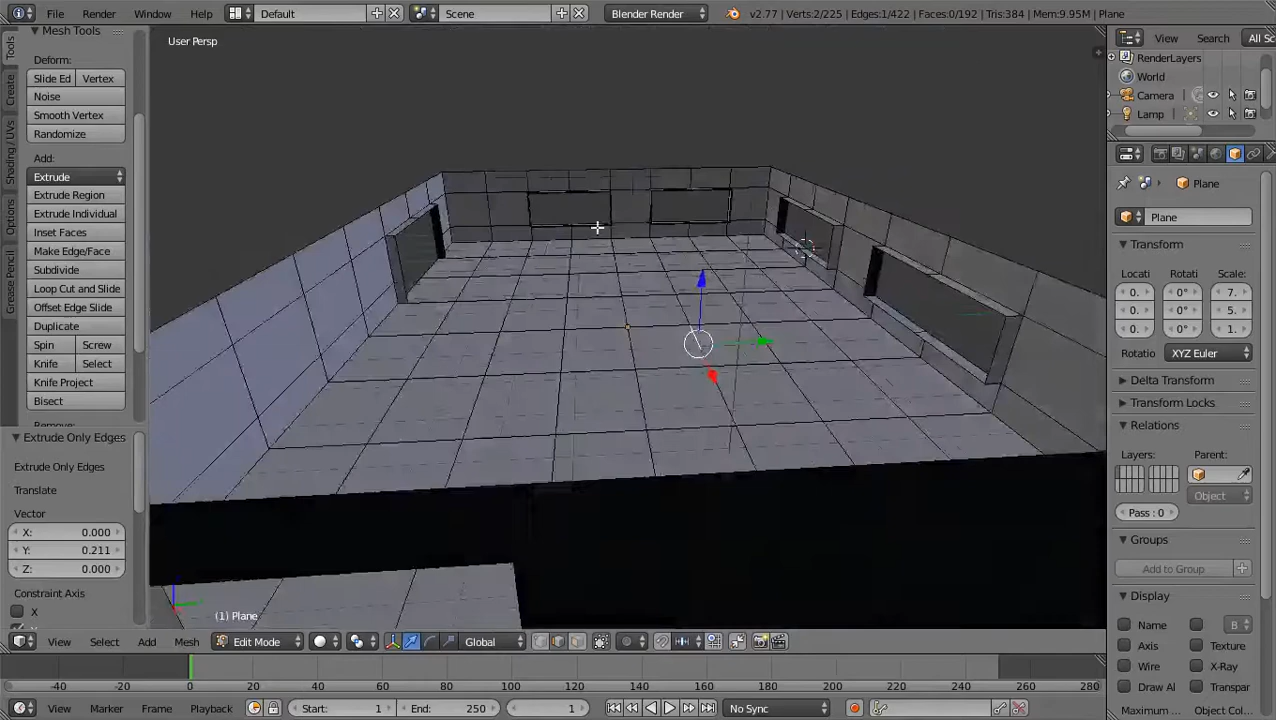 File Render Window Help Default Scene Blender Render v2.77 | Verts:2/225 | Edges:1/422 | Faces:0/192 | Tris:384 | Mem:9.95M | Plane
Tools
Create
Shading / UVs
Options
Grease Pencil
Mesh Tools
Deform:
Slide Ed Vertex
Noise
Smooth Vertex
Randomize
Add:
Extrude
Extrude Region
Extrude Individual
Inset Faces
Make Edge/Face
Subdivide
Loop Cut and Slide
Offset Edge Slide
Duplicate
Spin Screw
Knife Select
Knife Project
Bisect
Extrude Only Edges
Translate
Vector
X: 0.000
Y: 0.211
Z: 0.000
Constraint Axis
X
User Persp
(1) Plane
View Select Add Mesh Edit Mode Global
View Search All Sc
RenderLayers
World
Camera
Lamp
Plane
Plane
Transform
Locati Rotati Scale:
0. 0° 7.
0. 0° 5.
0. 0° 1.
Rotatio XYZ Euler
Delta Transform
Transform Locks
Relations
Layers: Parent:
Object
Pass : 0
Groups
Add to Group
Display
Name B
Axis Texture
Wire X-Ray
Draw Al Transpar
Maximum ... Object Col...
-40 -20 0 20 40 60 80 100 120 140 160 180 200 220 240 260 280
View Marker Frame Playback Start: 1 End: 250 1 No Sync